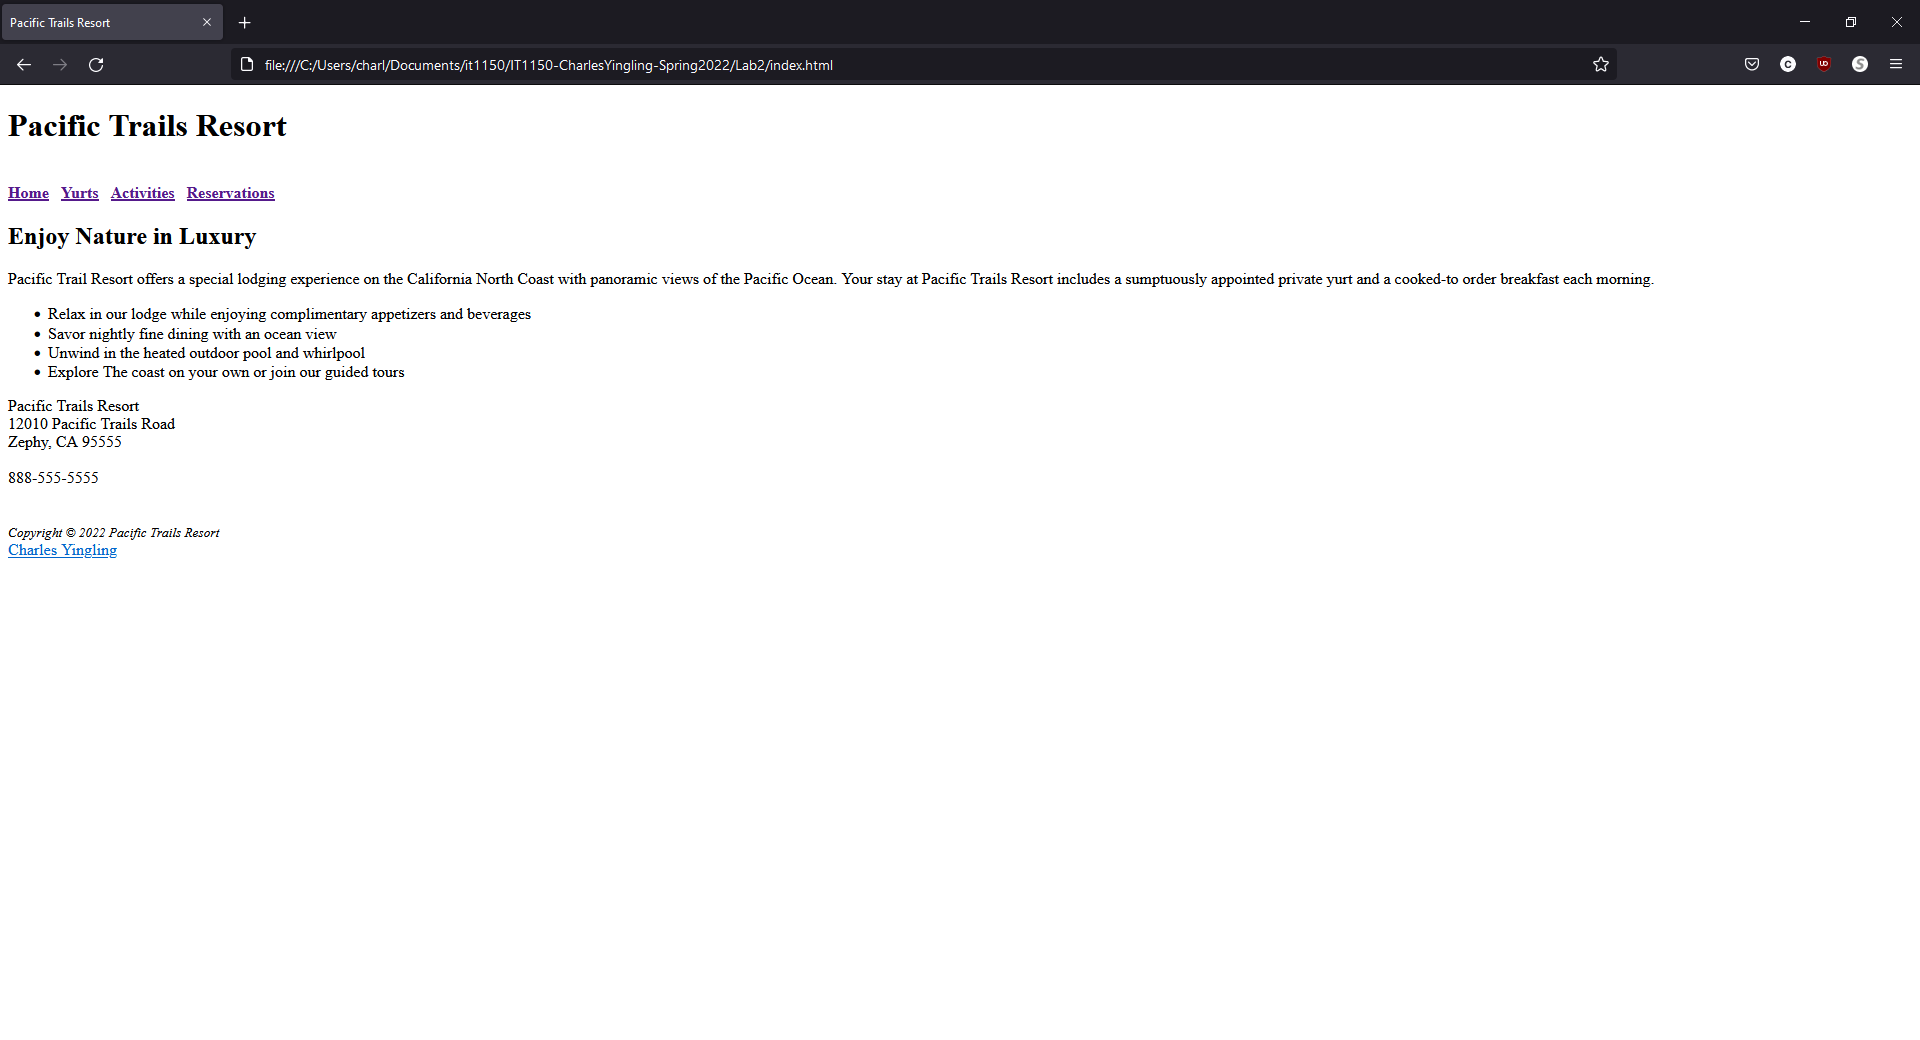 Pacific Trails Resort
file:///C:/Users/charl/Documents/it1150/IT1150-CharlesYingling-Spring2022/Lab2/index.html
Pacific Trails Resort
Home Yurts Activities Reservations
Enjoy Nature in Luxury
Pacific Trail Resort offers a special lodging experience on the California North Coast with panoramic views of the Pacific Ocean. Your stay at Pacific Trails Resort includes a sumptuously appointed private yurt and a cooked-to order breakfast each morning.
Relax in our lodge while enjoying complimentary appetizers and beverages
Savor nightly fine dining with an ocean view
Unwind in the heated outdoor pool and whirlpool
Explore The coast on your own or join our guided tours
Pacific Trails Resort
12010 Pacific Trails Road
Zephy, CA 95555
888-555-5555
Copyright © 2022 Pacific Trails Resort
Charles Yingling